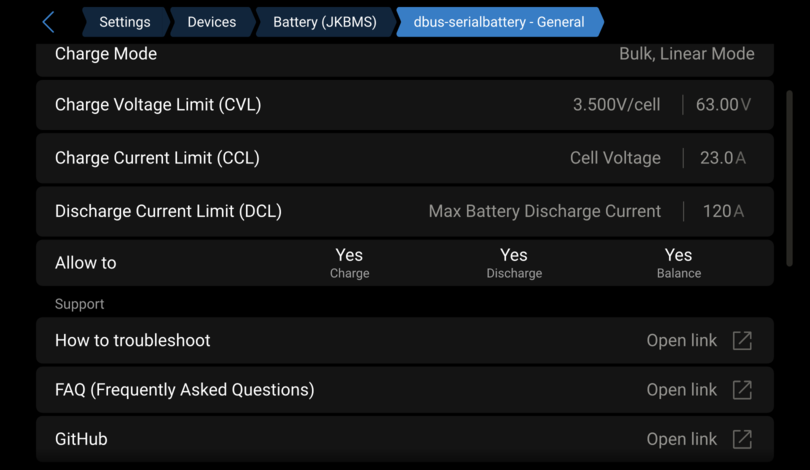 Settings Devices Battery (JKBMS) dbus-serialbattery - General
Charge Mode Bulk, Linear Mode
Charge Voltage Limit (CVL) 3.500V/cell 63.00V
Charge Current Limit (CCL) Cell Voltage 23.0A
Discharge Current Limit (DCL) Max Battery Discharge Current 120A
Allow to Yes Yes Yes
Charge Discharge Balance
Support
How to troubleshoot Open link
FAQ (Frequently Asked Questions) Open link
GitHub Open link